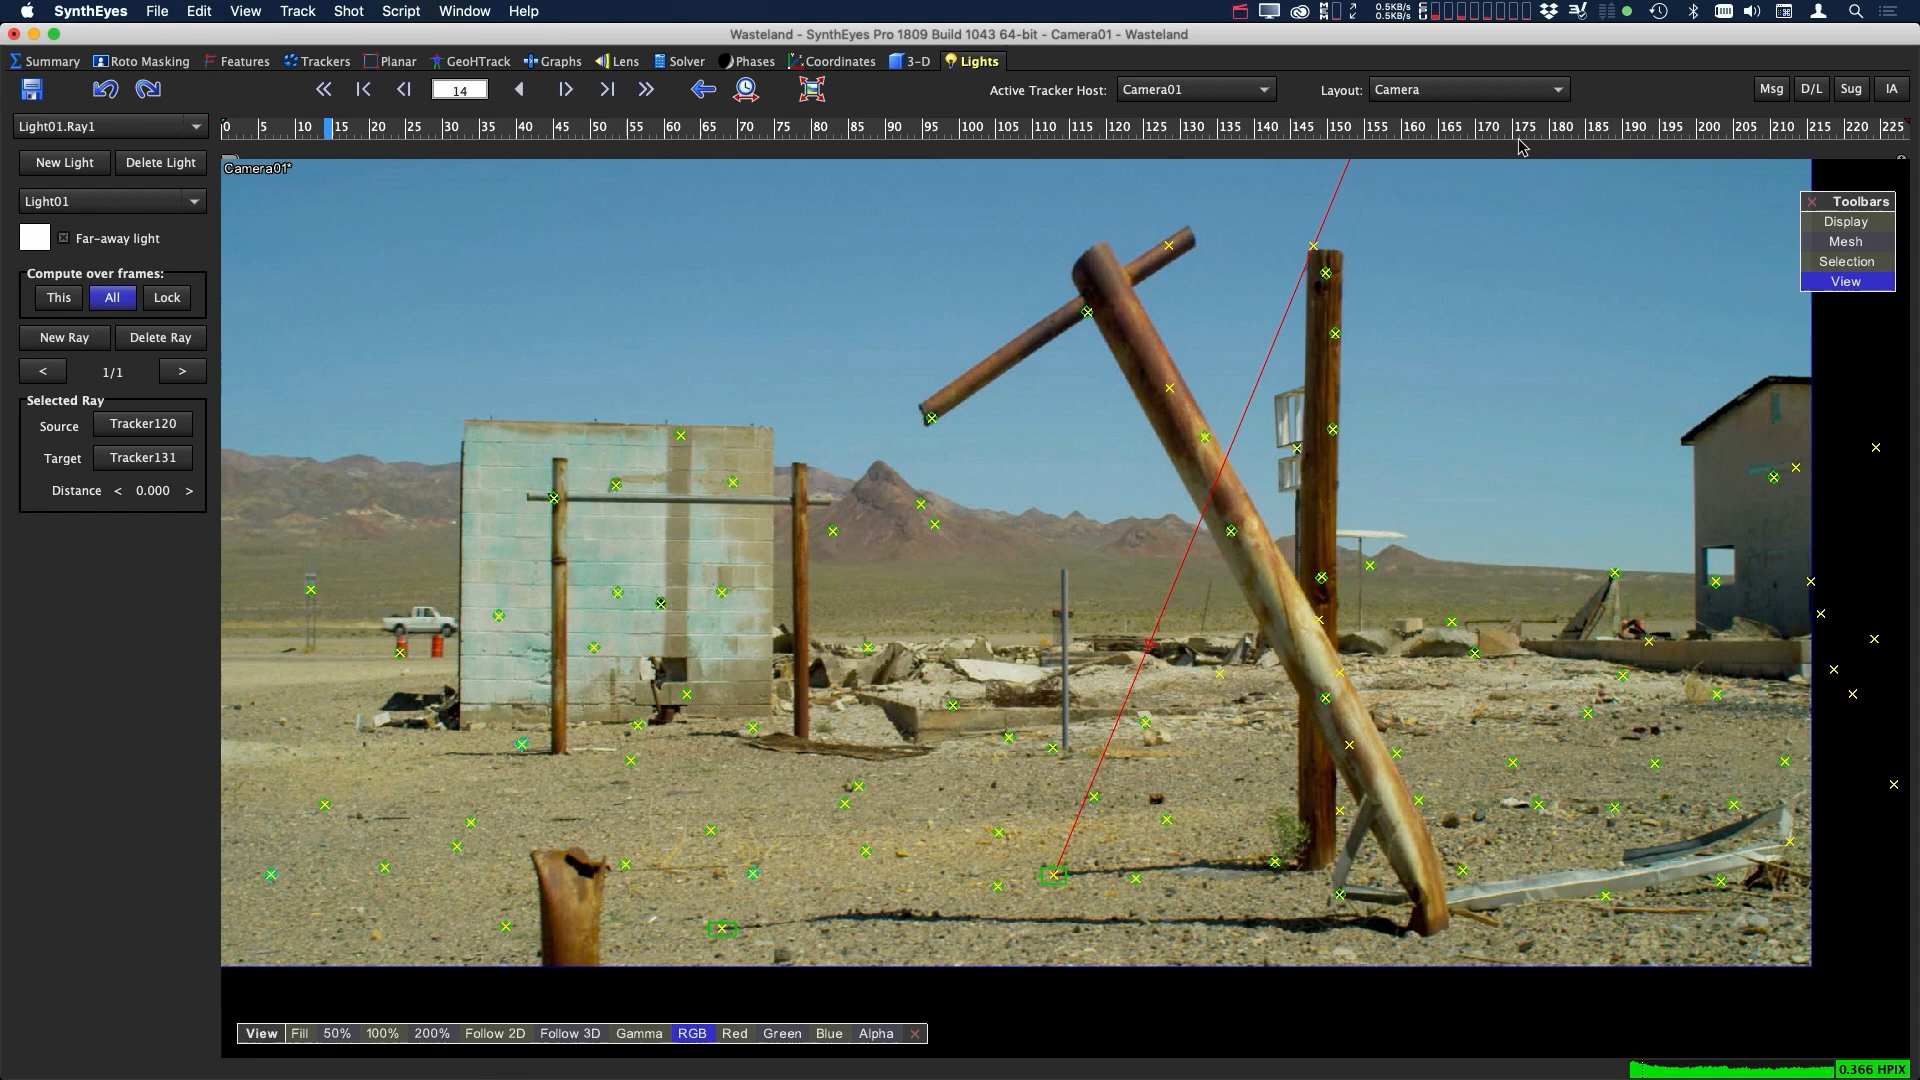 SynthEyes File Edit View Track Shot Script Window Help 0.5KB/s
0.5KB/s
Wasteland - SynthEyes Pro 1809 Build 1043 64-bit - Camera01 - Wasteland
Summary Roto Masking Features Trackers Planar GeoHTrack Graphs Lens Solver Phases Coordinates 3-D Lights
14 Active Tracker Host: Camera01 Layout: Camera Msg D/L Sug IA
Light01.Ray1
0 5 10 15 20 25 30 35 40 45 50 55 60 65 70 75 80 85 90 95 100 105 110 115 120 125 130 135 140 145 150 155 160 165 170 175 180 185 190 195 200 205 210 215 220 225
New Light Delete Light
Camera01*
Light01
Far-away light
Compute over frames:
This All Lock
New Ray Delete Ray
< 1/1 >
Selected Ray
Source Tracker120
Target Tracker131
Distance < 0.000 >
Toolbars
Display
Mesh
Selection
View
View Fill 50% 100% 200% Follow 2D Follow 3D Gamma RGB Red Green Blue Alpha
0.366 HPIX